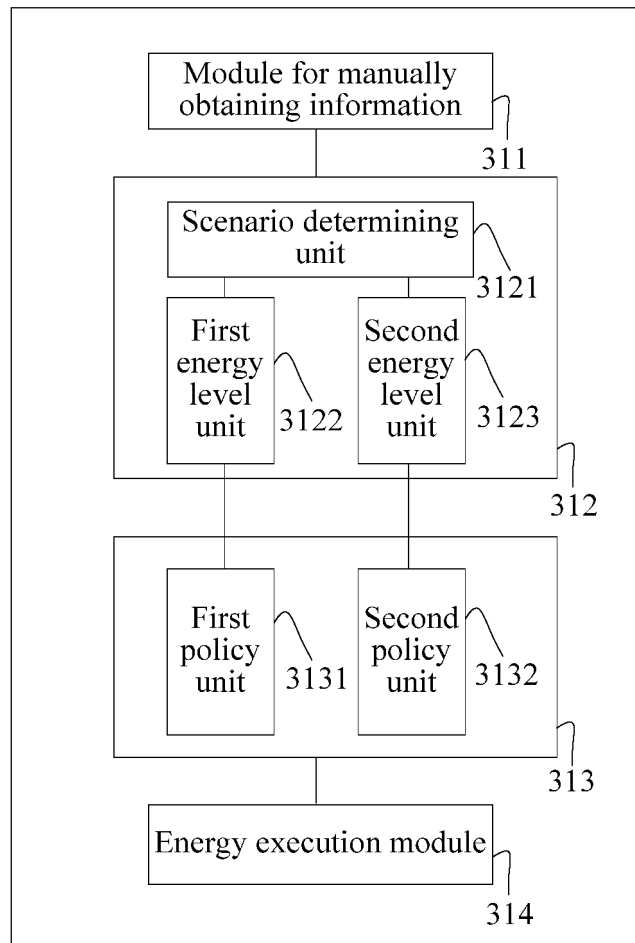 Module for manually
obtaining information
311
Scenario determining
unit
3121
First
energy
level
unit
3122
Second
energy
level unit
3123
312
First
policy
unit
3131
Second
policy
unit
3132
313
Energy execution module
314